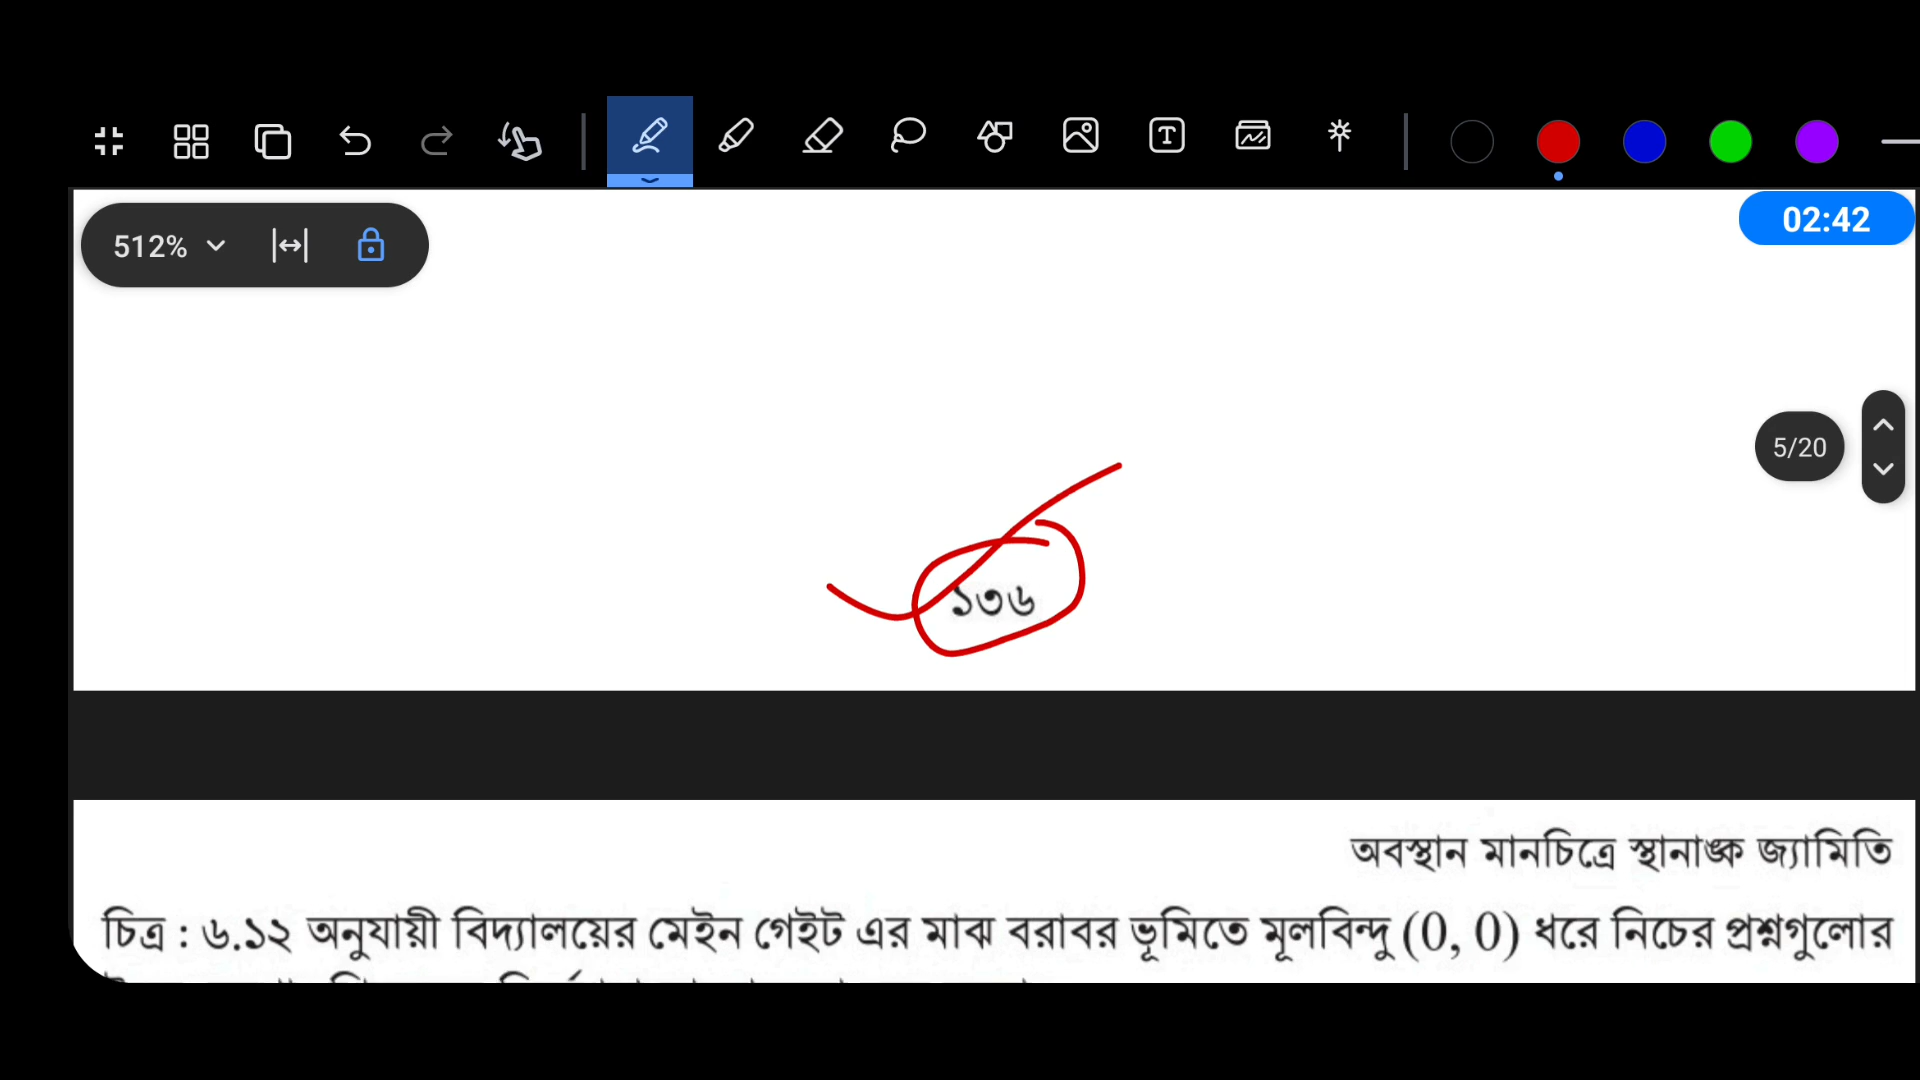 512%
02:42
5/20
১৩৬
অবস্থান মানচিত্রে স্থানাঙ্ক জ্যামিতি
চিত্র : ৬.১২ অনুযায়ী বিদ্যালয়ের মেইন গেইট এর মাঝ বরাবর ভূমিতে মূলবিন্দু (0, 0) ধরে নিচের প্রশ্নগুলোর